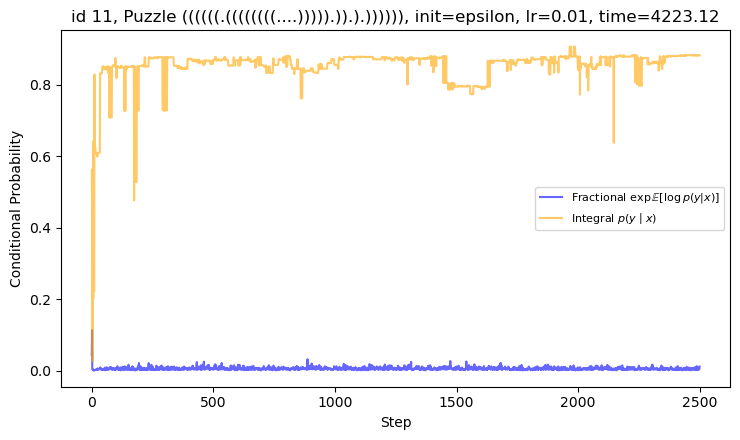 id 11, Puzzle ((((((.((((((((....))))).)).).)))))), init=epsilon, lr=0.01, time=4223.12
Conditional Probability
0.8
0.6
0.4
0.2
0.0
Fractional exp𝔼[log p(y|x)]
Integral p(y | x)
0
500
1000
1500
2000
2500
Step